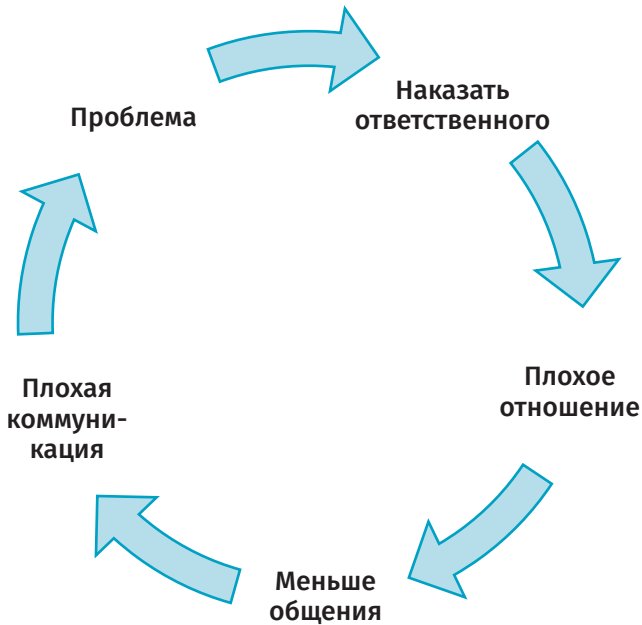 Проблема
Наказать
ответственного
Плохое
отношение
Меньше
общения
Плохая
коммуни-
кация